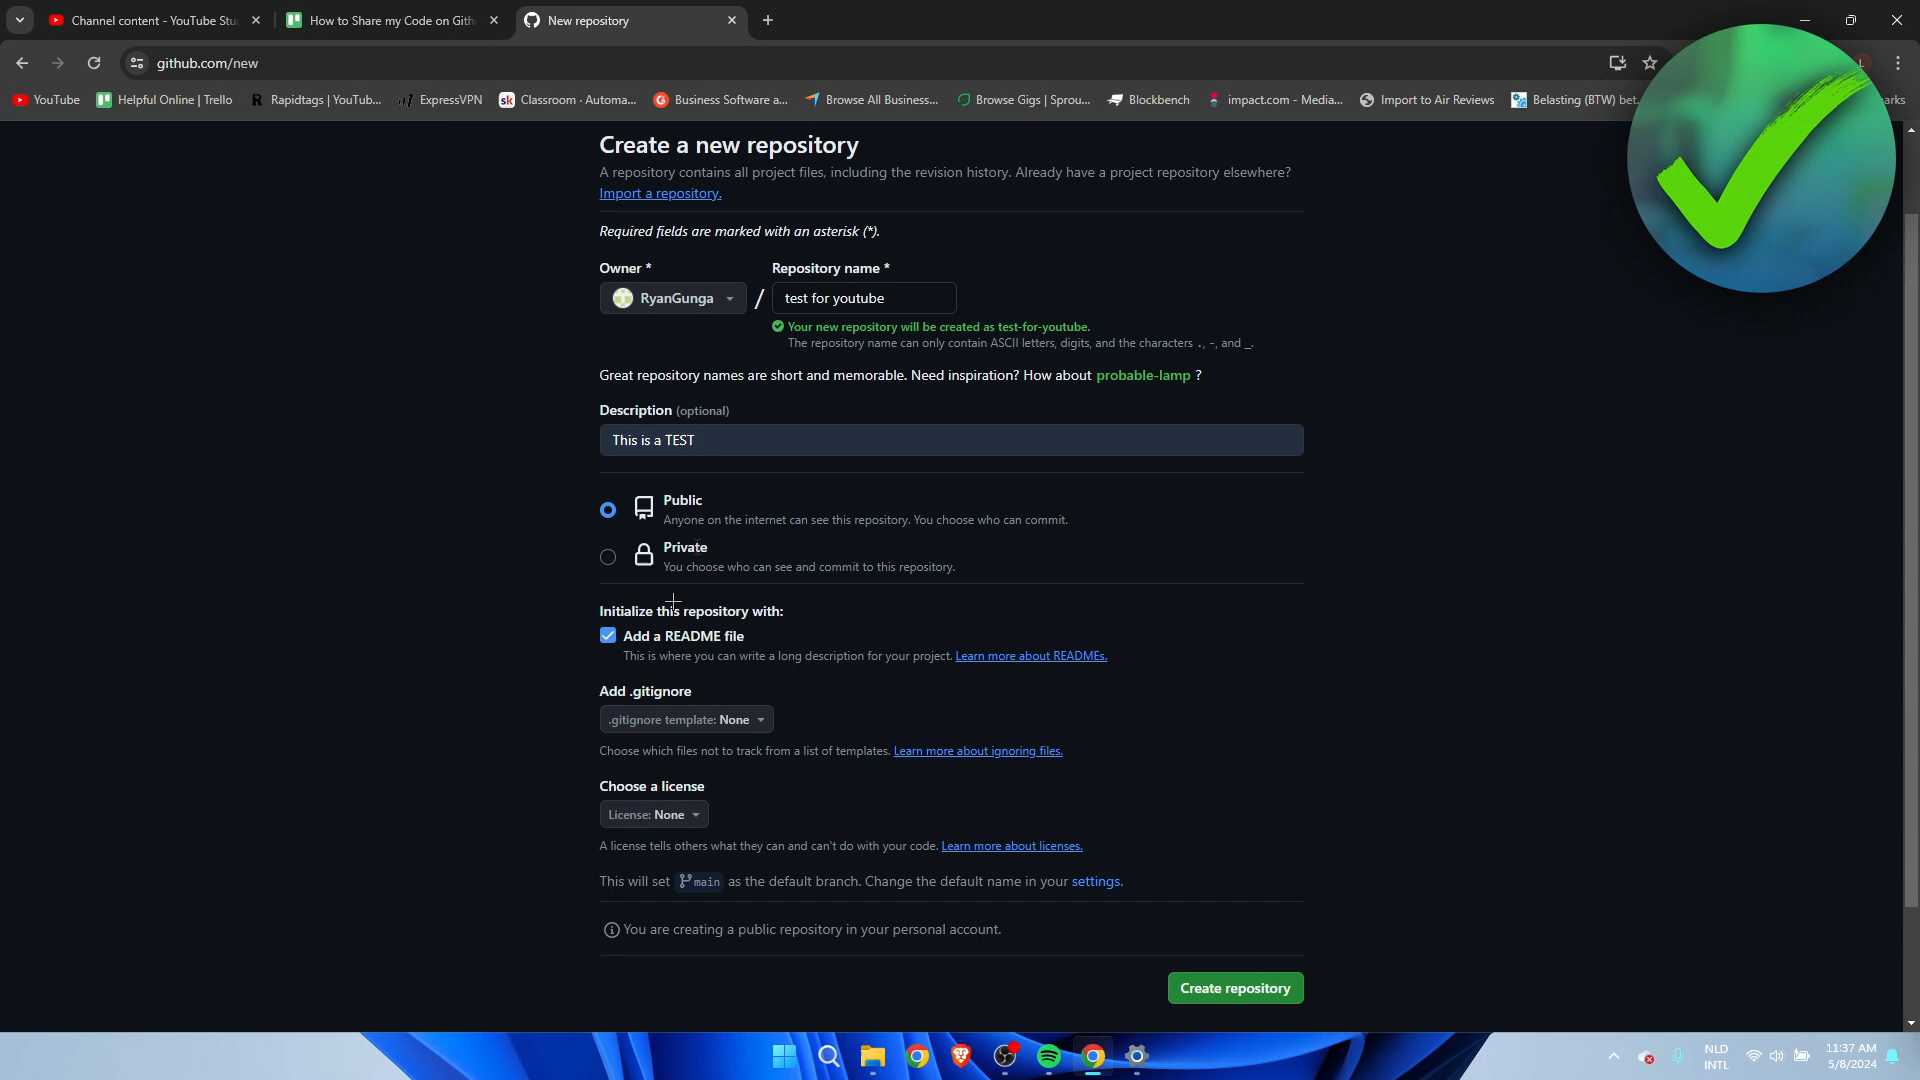 Channel content - YouTube Stu
How to Share my Code on Gith
New repository
github.com/new
YouTube
Helpful Online | Trello
Rapidtags | YouTub...
ExpressVPN
Classroom - Automa...
Business Software a...
Browse All Business...
Browse Gigs | Sprou...
Blockbench
impact.com - Media...
Import to Air Reviews
Belasting (BTW) bet.
arks
Create a new repository
A repository contains all project files, including the revision history. Already have a project repository elsewhere?
Import a repository.
Required fields are marked with an asterisk (*).
Owner *
Repository name *
RyanGunga
/
test for youtube
Your new repository will be created as test-for-youtube.
The repository name can only contain ASCII letters, digits, and the characters ., -, and _.
Great repository names are short and memorable. Need inspiration? How about probable-lamp ?
Description (optional)
This is a TEST
Public
Anyone on the internet can see this repository. You choose who can commit.
Private
You choose who can see and commit to this repository.
Initialize this repository with:
Add a README file
This is where you can write a long description for your project. Learn more about READMEs.
Add .gitignore
.gitignore template: None
Choose which files not to track from a list of templates. Learn more about ignoring files.
Choose a license
License: None
A license tells others what they can and can't do with your code. Learn more about licenses.
This will set main as the default branch. Change the default name in your settings.
You are creating a public repository in your personal account.
Create repository
NLD
INTL
11:37 AM
5/8/2024